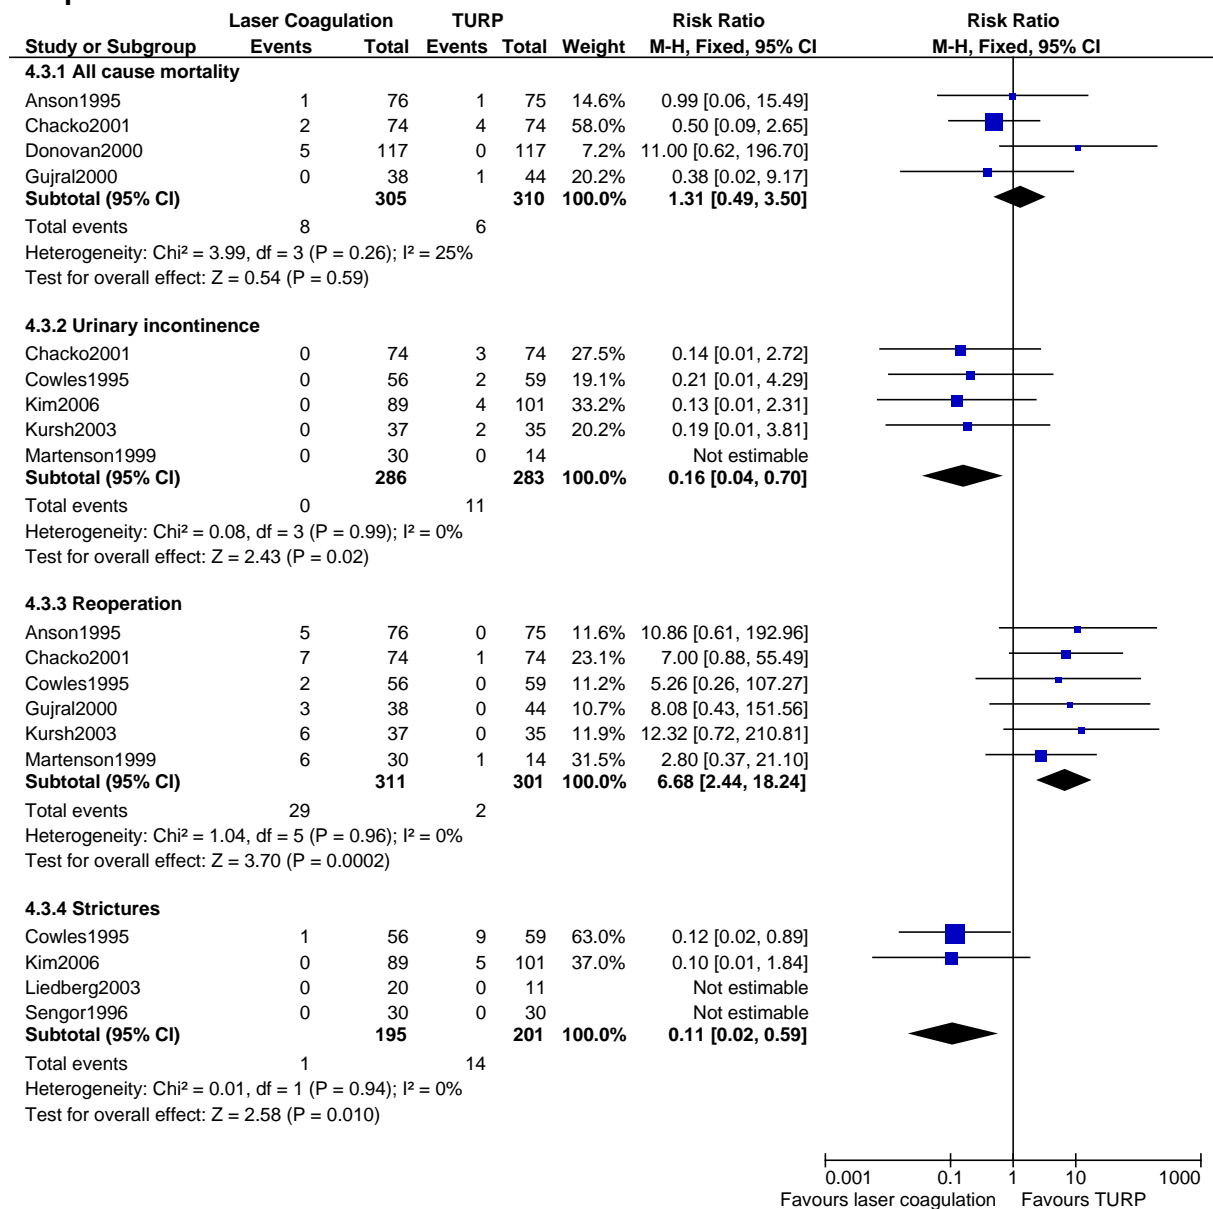 Laser Coagulation TURP Risk Ratio Risk Ratio
Study or Subgroup Events Total Events Total Weight M-H, Fixed, 95% CI M-H, Fixed, 95% CI
4.3.1 All cause mortality
Anson1995 1 76 1 75 14.6% 0.99 [0.06, 15.49]
Chacko2001 2 74 4 74 58.0% 0.50 [0.09, 2.65]
Donovan2000 5 117 0 117 7.2% 11.00 [0.62, 196.70]
Gujral2000 0 38 1 44 20.2% 0.38 [0.02, 9.17]
Subtotal (95% CI) 305 310 100.0% 1.31 [0.49, 3.50]
Total events 8 6
Heterogeneity: Chi² = 3.99, df = 3 (P = 0.26); I² = 25%
Test for overall effect: Z = 0.54 (P = 0.59)
4.3.2 Urinary incontinence
Chacko2001 0 74 3 74 27.5% 0.14 [0.01, 2.72]
Cowles1995 0 56 2 59 19.1% 0.21 [0.01, 4.29]
Kim2006 0 89 4 101 33.2% 0.13 [0.01, 2.31]
Kursh2003 0 37 2 35 20.2% 0.19 [0.01, 3.81]
Martenson1999 0 30 0 14 Not estimable
Subtotal (95% CI) 286 283 100.0% 0.16 [0.04, 0.70]
Total events 0 11
Heterogeneity: Chi² = 0.08, df = 3 (P = 0.99); I² = 0%
Test for overall effect: Z = 2.43 (P = 0.02)
4.3.3 Reoperation
Anson1995 5 76 0 75 11.6% 10.86 [0.61, 192.96]
Chacko2001 7 74 1 74 23.1% 7.00 [0.88, 55.49]
Cowles1995 2 56 0 59 11.2% 5.26 [0.26, 107.27]
Gujral2000 3 38 0 44 10.7% 8.08 [0.43, 151.56]
Kursh2003 6 37 0 35 11.9% 12.32 [0.72, 210.81]
Martenson1999 6 30 1 14 31.5% 2.80 [0.37, 21.10]
Subtotal (95% CI) 311 301 100.0% 6.68 [2.44, 18.24]
Total events 29 2
Heterogeneity: Chi² = 1.04, df = 5 (P = 0.96); I² = 0%
Test for overall effect: Z = 3.70 (P = 0.0002)
4.3.4 Strictures
Cowles1995 1 56 9 59 63.0% 0.12 [0.02, 0.89]
Kim2006 0 89 5 101 37.0% 0.10 [0.01, 1.84]
Liedberg2003 0 20 0 11 Not estimable
Sengor1996 0 30 0 30 Not estimable
Subtotal (95% CI) 195 201 100.0% 0.11 [0.02, 0.59]
Total events 1 14
Heterogeneity: Chi² = 0.01, df = 1 (P = 0.94); I² = 0%
Test for overall effect: Z = 2.58 (P = 0.010)
0.001 0.1 1 10 1000
Favours laser coagulation Favours TURP